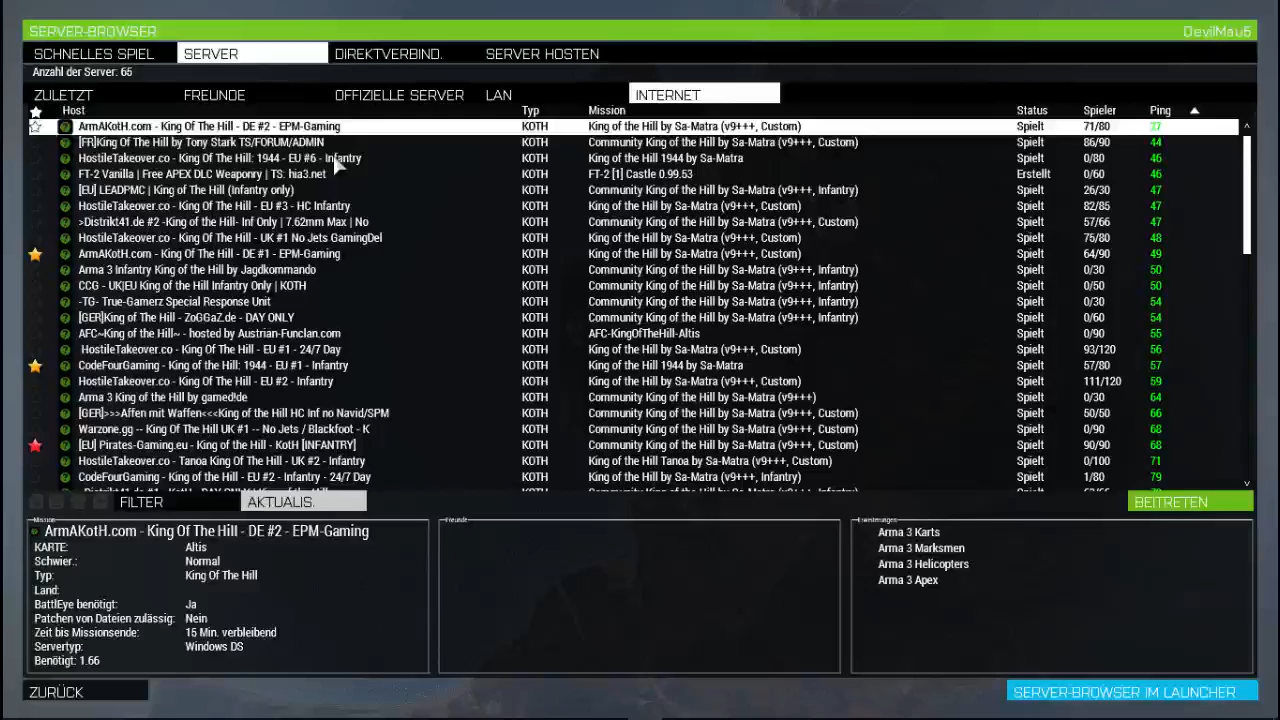 SERVER-BROWSER DevilMau5
SCHNELLES SPIEL SERVER DIREKTVERBIND. SERVER HOSTEN
Anzahl der Server: 65
ZULETZT FREUNDE OFFIZIELLE SERVER LAN INTERNET
Host Typ Mission Status Spieler Ping
ArmAKotH.com - King Of The Hill - DE #2 - EPM-Gaming KOTH King of the Hill by Sa-Matra (v9+++, Custom) Spielt 71/80
[FR]King Of The Hill by Tony Stark TS/FORUM/ADMIN KOTH Community King of the Hill by Sa-Matra (v9+++, Custom) Spielt 86/90 44
HostileTakeover.co - King Of The Hill: 1944 - EU #6 - Infantry KOTH King of the Hill 1944 by Sa-Matra Spielt 0/80 46
FT-2 Vanilla | Free APEX DLC Weaponry | TS: hia3.net KOTH FT-2 [1] Castle 0.99.53 Erstellt 0/60 46
[EU] LEADPMC | King of The Hill (Infantry only) KOTH Community King of the Hill by Sa-Matra (v9+++, Infantry) Spielt 26/30 47
HostileTakeover.co - King Of The Hill - EU #3 - HC Infantry KOTH King of the Hill by Sa-Matra (v9+++, Custom) Spielt 82/85 47
>Distrikt41.de #2 -King of the Hill- Inf Only | 7.62mm Max | No KOTH Community King of the Hill by Sa-Matra (v9+++, Custom) Spielt 57/66 47
HostileTakeover.co - King Of The Hill - UK #1 No Jets GamingDel KOTH King of the Hill by Sa-Matra (v9+++, Custom) Spielt 75/80 48
ArmAKotH.com - King Of The Hill - DE #1 - EPM-Gaming KOTH King of the Hill by Sa-Matra (v9+++, Custom) Spielt 64/90 49
Arma 3 Infantry King of the Hill by Jagdkommando KOTH Community King of the Hill by Sa-Matra (v9+++, Infantry) Spielt 0/30 50
CCG - UK|EU King of the Hill Infantry Only | KOTH KOTH Community King of the Hill by Sa-Matra (v9+++, Infantry) Spielt 0/50 50
-TG- True-Gamerz Special Response Unit KOTH Community King of the Hill by Sa-Matra (v9+++, Infantry) Spielt 0/30 54
[GER]King of The Hill - ZoGGaZ.de - DAY ONLY KOTH Community King of the Hill by Sa-Matra (v9+++, Infantry) Spielt 0/60 54
AFC~King of the Hill~ - hosted by Austrian-Funclan.com KOTH AFC-KingOfTheHill-Altis Spielt 0/90 55
HostileTakeover.co - King Of The Hill - EU #1 - 24/7 Day KOTH King of the Hill by Sa-Matra (v9+++, Custom) Spielt 93/120 56
CodeFourGaming - King of the Hill: 1944 - EU #1 - Infantry KOTH King of the Hill 1944 by Sa-Matra Spielt 57/80 57
HostileTakeover.co - King Of The Hill - EU #2 - Infantry KOTH King of the Hill by Sa-Matra (v9+++, Custom) Spielt 111/120 59
Arma 3 King of the Hill by gamed!de KOTH Community King of the Hill by Sa-Matra (v9+++) Spielt 0/30 64
[GER]>>>Affen mit Waffen<<<King of the Hill HC Inf no Navid/SPM KOTH Community King of the Hill by Sa-Matra (v9+++, Custom) Spielt 50/50 66
Warzone.gg -- King Of The Hill UK #1 -- No Jets / Blackfoot - K KOTH King of the Hill by Sa-Matra (v9+++, Custom) Spielt 0/90 68
[EU] Pirates-Gaming.eu - King of the Hill - KotH [INFANTRY] KOTH Community King of the Hill by Sa-Matra (v9+++, Custom) Spielt 90/90 68
HostileTakeover.co - Tanoa King Of The Hill - UK #2 - Infantry KOTH King of the Hill Tanoa by Sa-Matra (v9+++, Custom) Spielt 0/100 71
CodeFourGaming - King of the Hill - EU #2 - Infantry - 24/7 Day KOTH King of the Hill by Sa-Matra (v9+++, Infantry) Spielt 1/80 79
FILTER AKTUALIS. BEITRETEN
Mission Freunde Erweiterungen
ArmAKotH.com - King Of The Hill - DE #2 - EPM-Gaming
KARTE: Altis
Schwier.: Normal
Typ: King Of The Hill
Land:
BattlEye benötigt: Ja
Patchen von Dateien zulässig: Nein
Zeit bis Missionsende: 15 Min. verbleibend
Servertyp: Windows DS
Benötigt: 1.66
Arma 3 Karts
Arma 3 Marksmen
Arma 3 Helicopters
Arma 3 Apex
ZURÜCK SERVER-BROWSER IM LAUNCHER